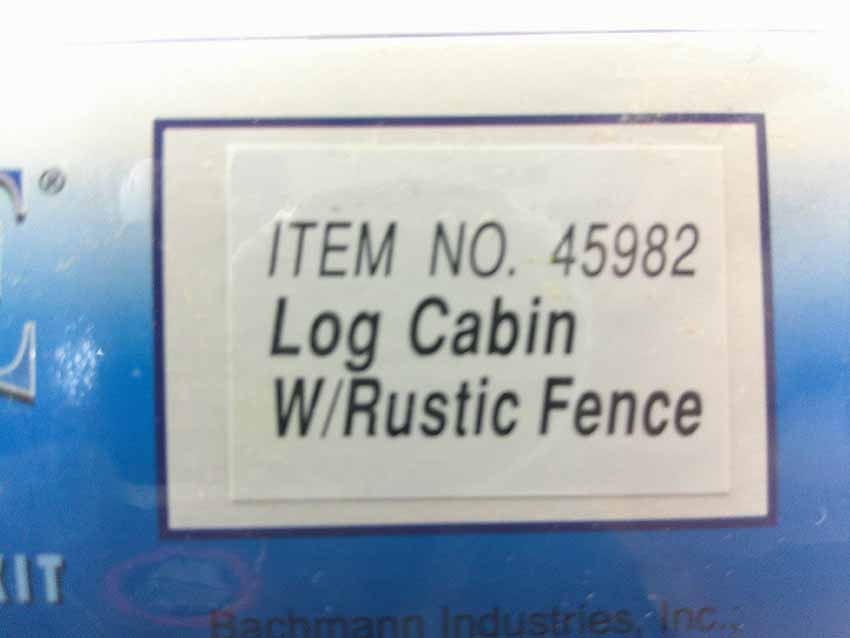 E®
ITEM NO. 45982
Log Cabin
W/Rustic Fence
KIT
Bachmann Industries, Inc.,